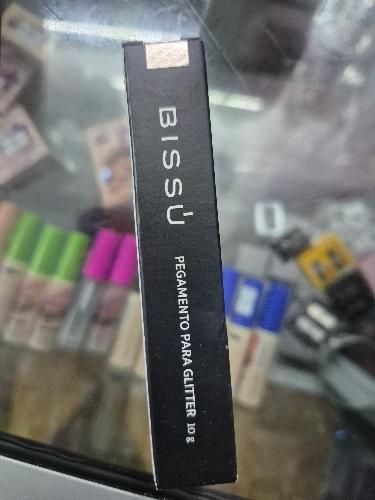 BISSÚ
PEGAMENTO PARA GLITTER 10 g